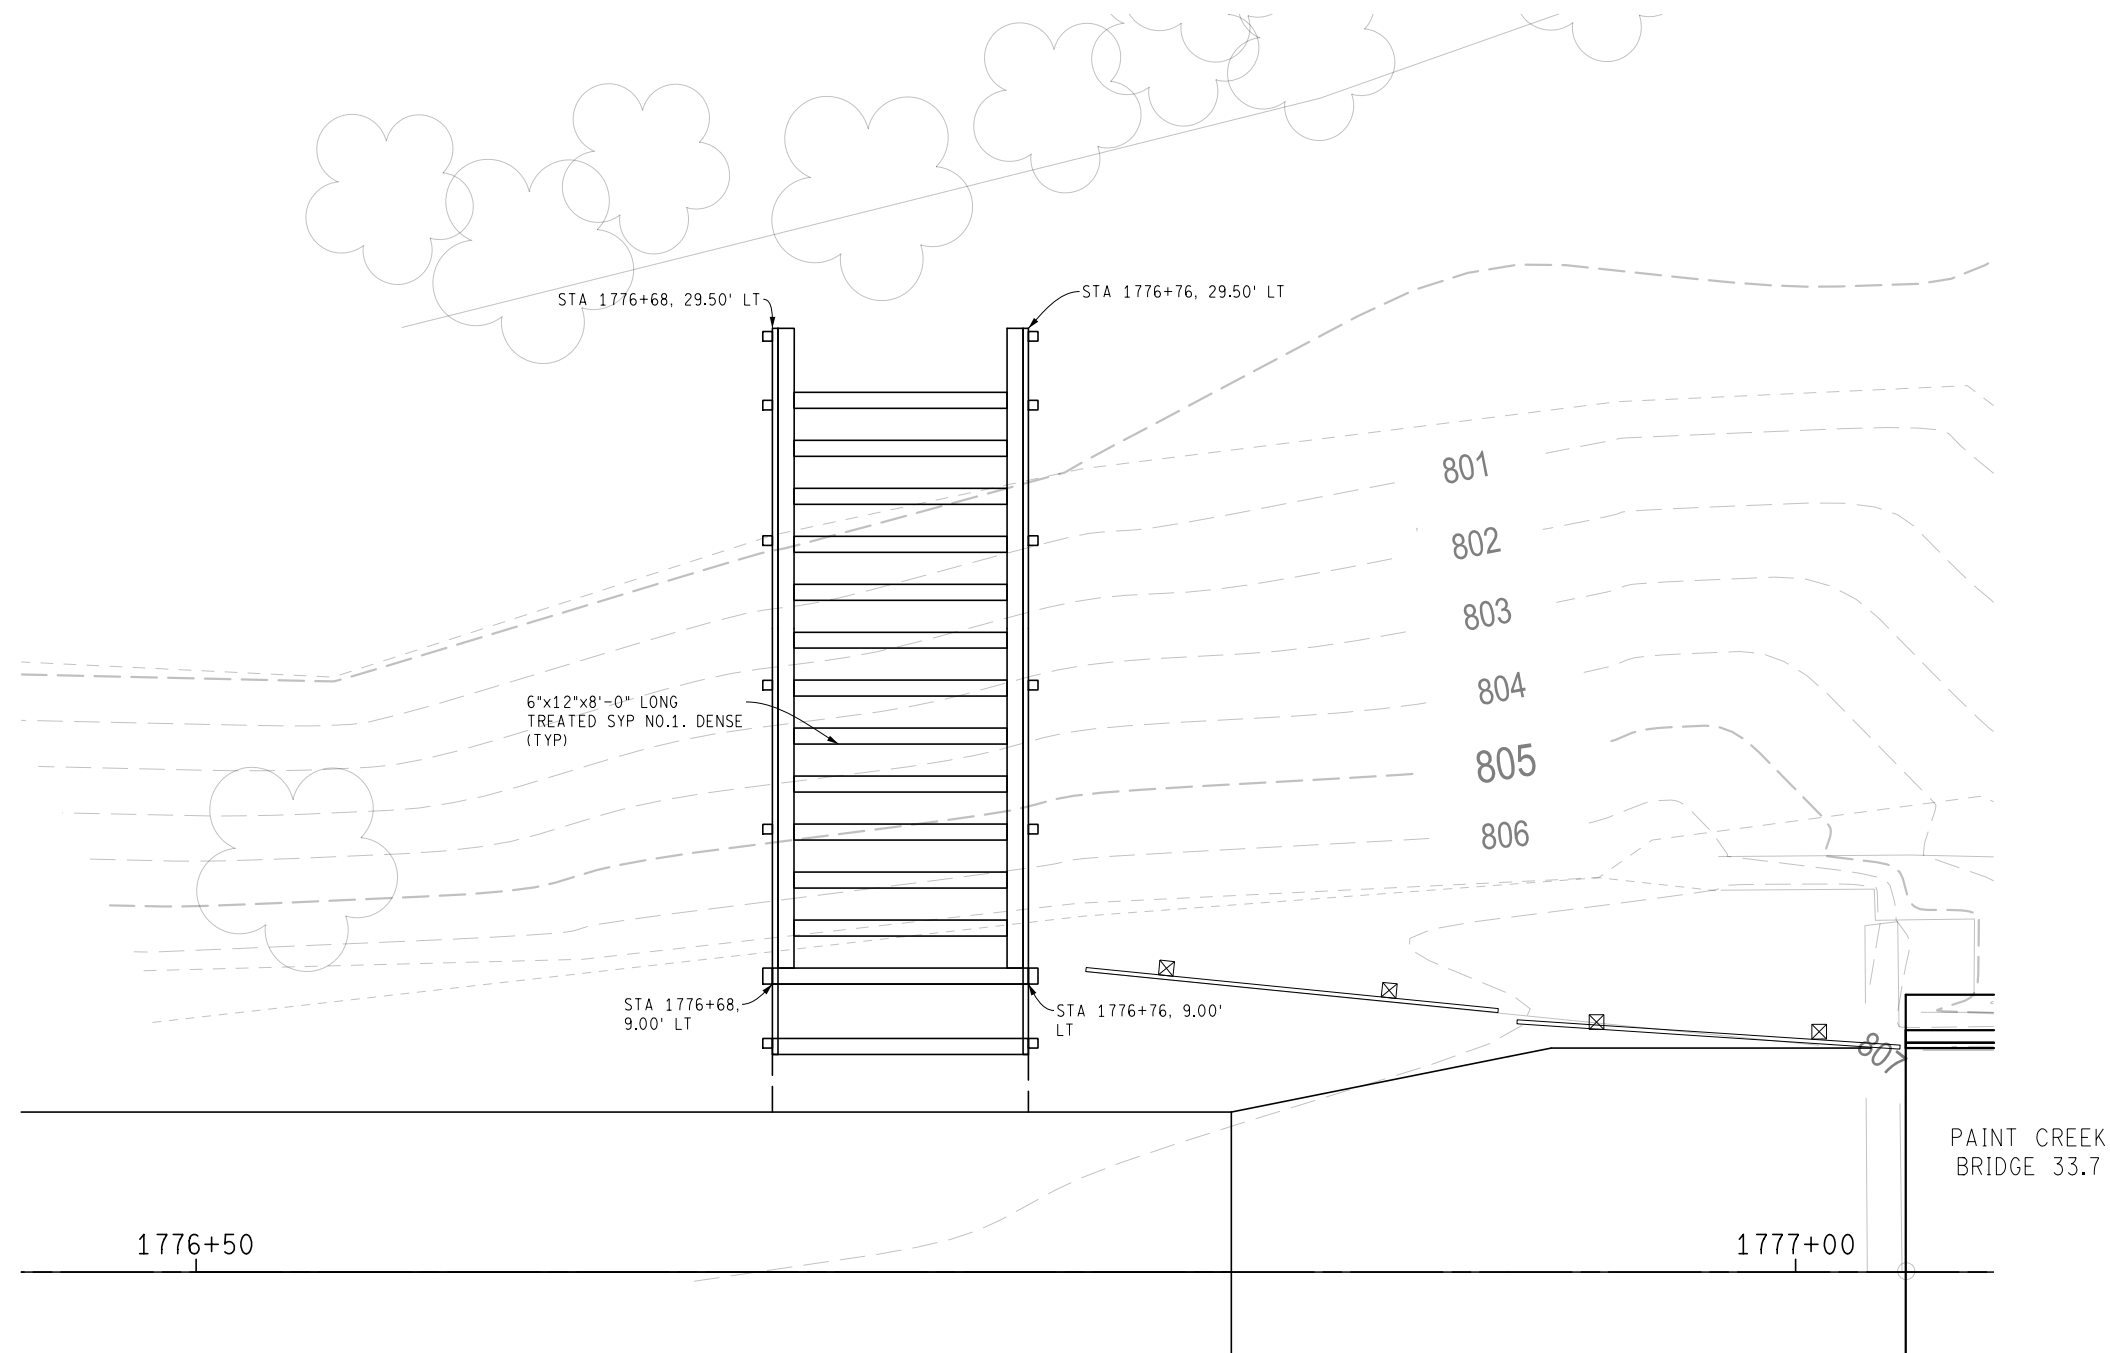 STA 1776+68, 29.50' LT
STA 1776+76, 29.50' LT
801
802
803
804
805
806
6"x12"x8'-0" LONG
TREATED SYP NO.1. DENSE
(TYP)
STA 1776+68,
9.00' LT
STA 1776+76, 9.00'
LT
807
PAINT CREEK
BRIDGE 33.7
1776+50
1777+00